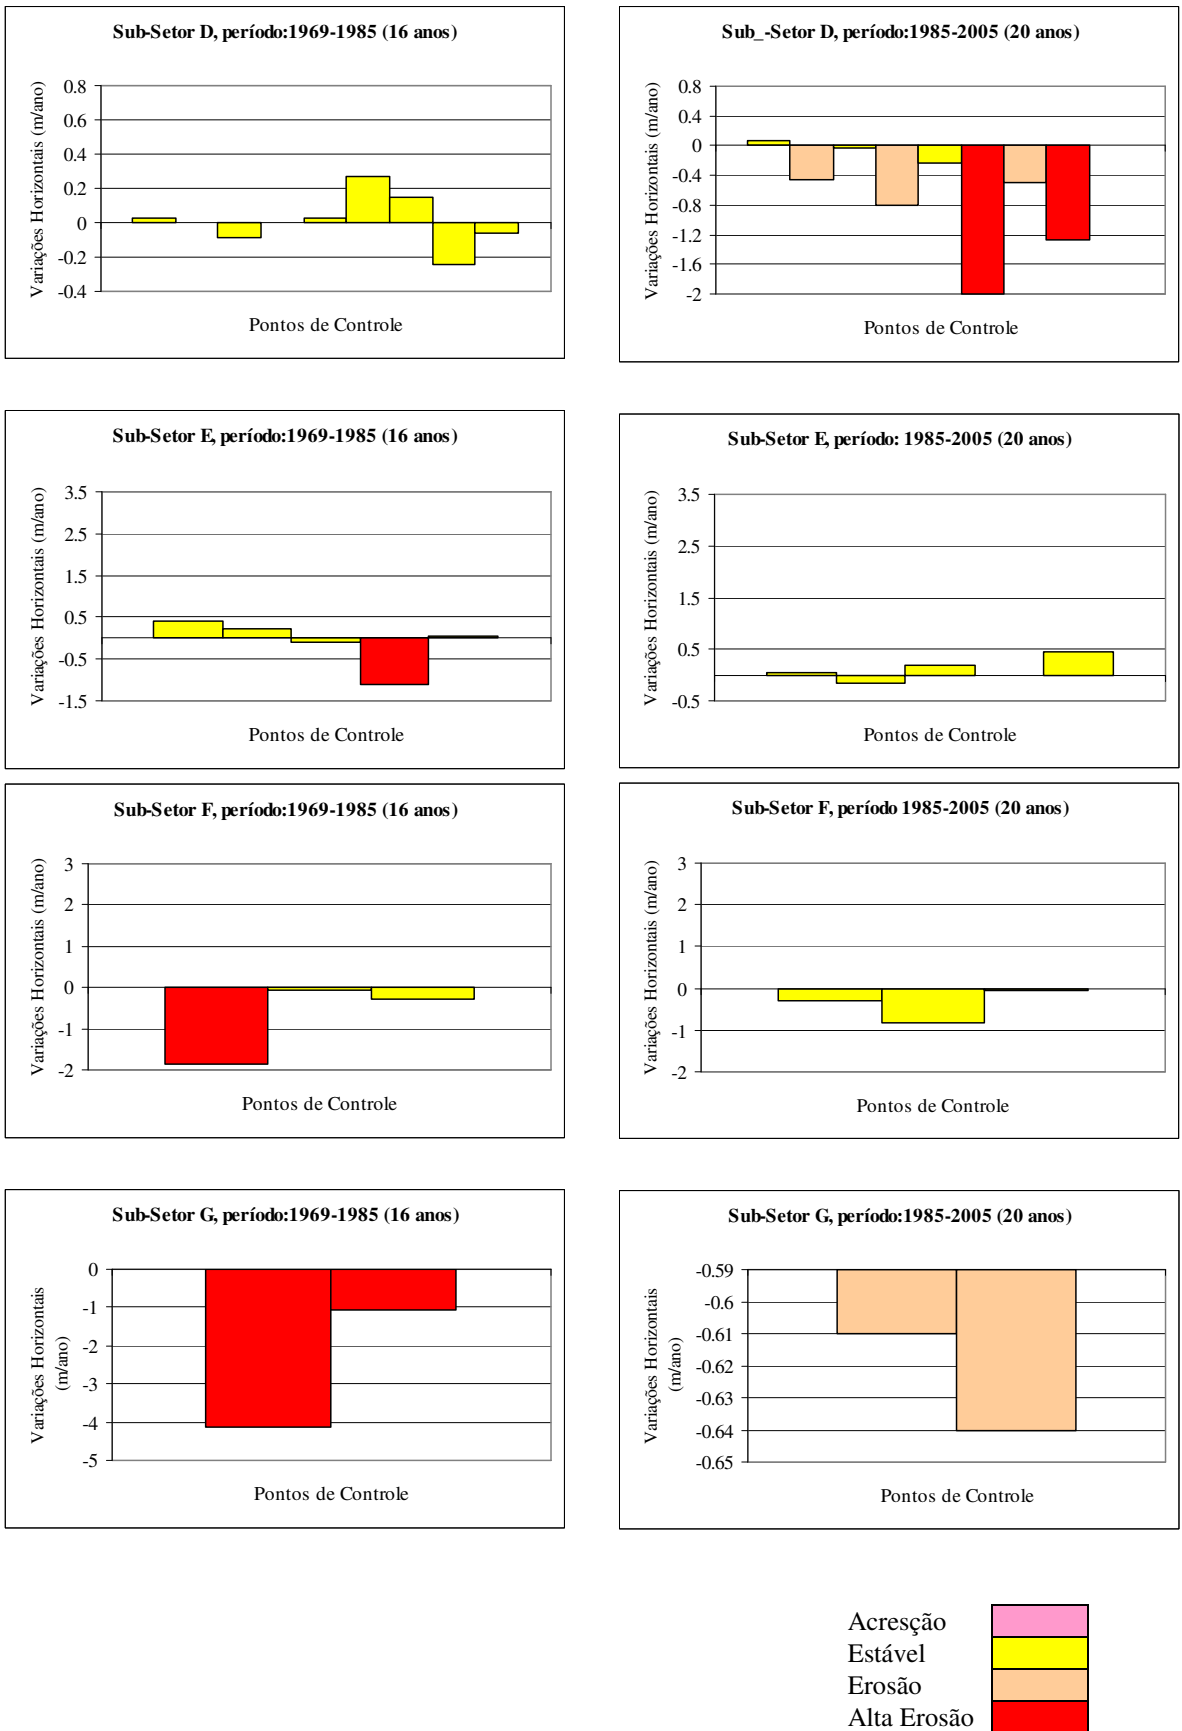 Sub-Setor D, período:1969-1985 (16 anos)
Variações Horizontais (m/ano)
0.8
0.6
0.4
0.2
0
-0.2
-0.4
Pontos de Controle
Sub_-Setor D, período:1985-2005 (20 anos)
Variações Horizontais (m/ano)
0.8
0.4
0
-0.4
-0.8
-1.2
-1.6
-2
Pontos de Controle
Sub-Setor E, período:1969-1985 (16 anos)
Variações Horizontais (m/ano)
3.5
2.5
1.5
0.5
-0.5
-1.5
Pontos de Controle
Sub-Setor E, período: 1985-2005 (20 anos)
Variações Horizontais (m/ano)
3.5
2.5
1.5
0.5
-0.5
Pontos de Controle
Sub-Setor F, período:1969-1985 (16 anos)
Variações Horizontais (m/ano)
3
2
1
0
-1
-2
Pontos de Controle
Sub-Setor F, período 1985-2005 (20 anos)
Variações Horizontais (m/ano)
3
2
1
0
-1
-2
Pontos de Controle
Sub-Setor G, período:1969-1985 (16 anos)
Variações Horizontais
(m/ano)
0
-1
-2
-3
-4
-5
Pontos de Controle
Sub-Setor G, período:1985-2005 (20 anos)
Variações Horizontais
(m/ano)
-0.59
-0.6
-0.61
-0.62
-0.63
-0.64
-0.65
Pontos de Controle
Acresção
Estável
Erosão
Alta Erosão